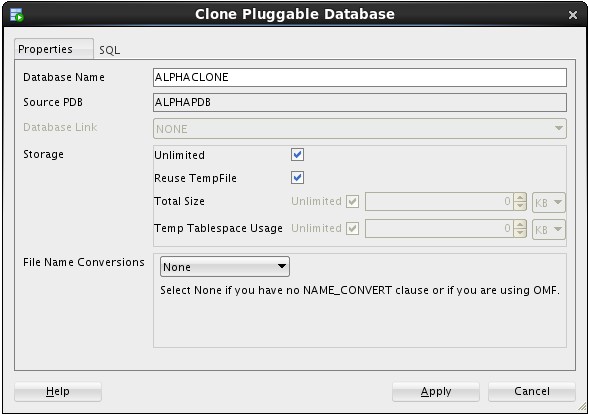 Clone Pluggable Database
Properties SQL
Database Name ALPHACLONE
Source PDB ALPHAPDB
Database Link NONE
Storage Unlimited
Reuse TempFile
Total Size Unlimited 0 KB
Temp Tablespace Usage Unlimited 0 KB
File Name Conversions None
Select None if you have no NAME_CONVERT clause or if you are using OMF.
Help Apply Cancel